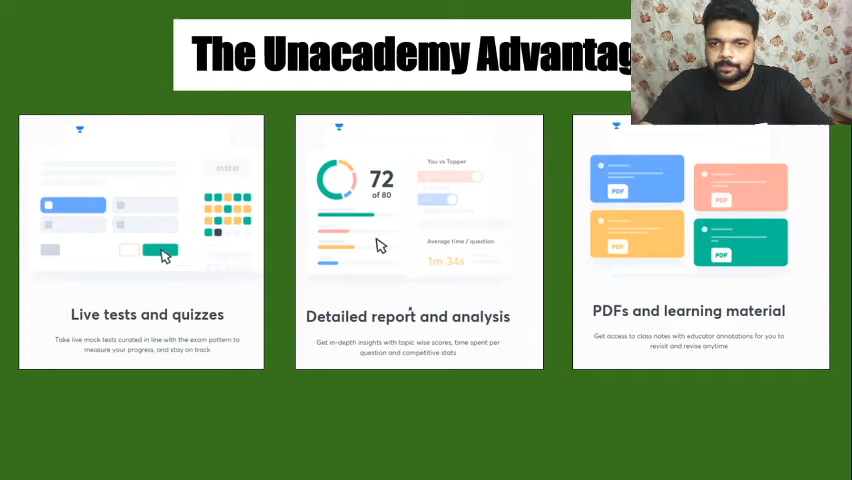 The Unacademy Advantag
01:12:31
Live tests and quizzes
Take live mock tests curated in line with the exam pattern to
measure your progress, and stay on track
72
of 80
You vs Topper
Average time / question
1m 34s
Detailed report and analysis
Get in-depth insights with topic wise scores, time spent per
question and competitive stats
PDF
PDF
PDF
PDF
PDFs and learning material
Get access to class notes with educator annotations for you to
revisit and revise anytime